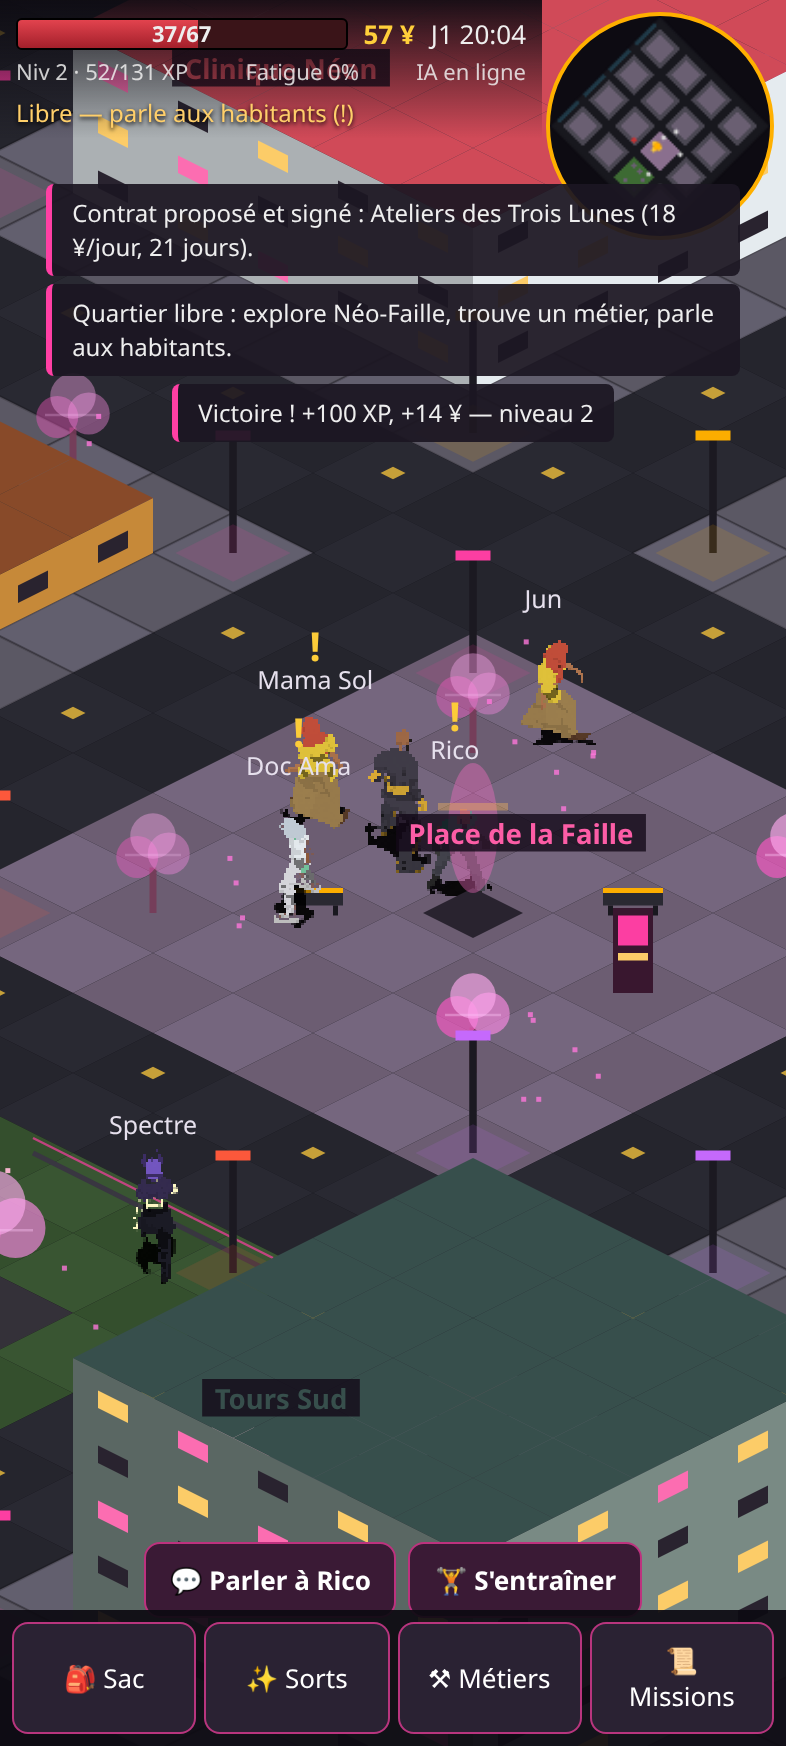 37/67
57 ¥ J1 20:04
Clinique Néon
Niv 2 · 52/131 XP Fatigue 0% IA en ligne
Libre — parle aux habitants (!)
Contrat proposé et signé : Ateliers des Trois Lunes (18
¥/jour, 21 jours).
Quartier libre : explore Néo-Faille, trouve un métier, parle
aux habitants.
Victoire ! +100 XP, +14 ¥ — niveau 2
Jun
!
Mama Sol
!
Rico
!
Doc Ama
Place de la Faille
Spectre
Tours Sud
💬 Parler à Rico
🏋 S'entraîner
🎒 Sac
✨ Sorts
⚒ Métiers
📜
Missions